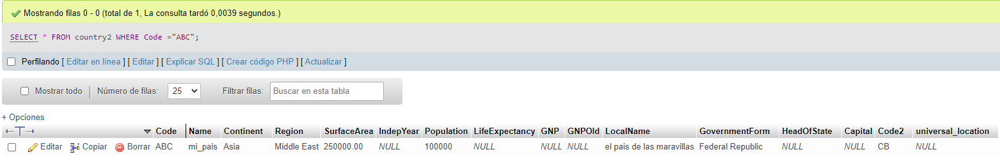 Mostrando filas 0 - 0 (total de 1, La consulta tardó 0,0039 segundos.)
SELECT * FROM country2 WHERE Code ="ABC";
Perfilando [ Editar en línea ] [ Editar ] [ Explicar SQL ] [ Crear código PHP ] [ Actualizar ]
Mostrar todo | Número de filas: 25 Filtrar filas: Buscar en esta tabla
+ Opciones
←T→ Code Name Continent Region SurfaceArea IndepYear Population LifeExpectancy GNP GNPOld LocalName GovernmentForm HeadOfState Capital Code2 universal_location
Editar Copiar Borrar ABC mi_pais Asia Middle East 250000.00 NULL 100000 NULL NULL NULL el pais de las maravillas Federal Republic NULL NULL CB NULL